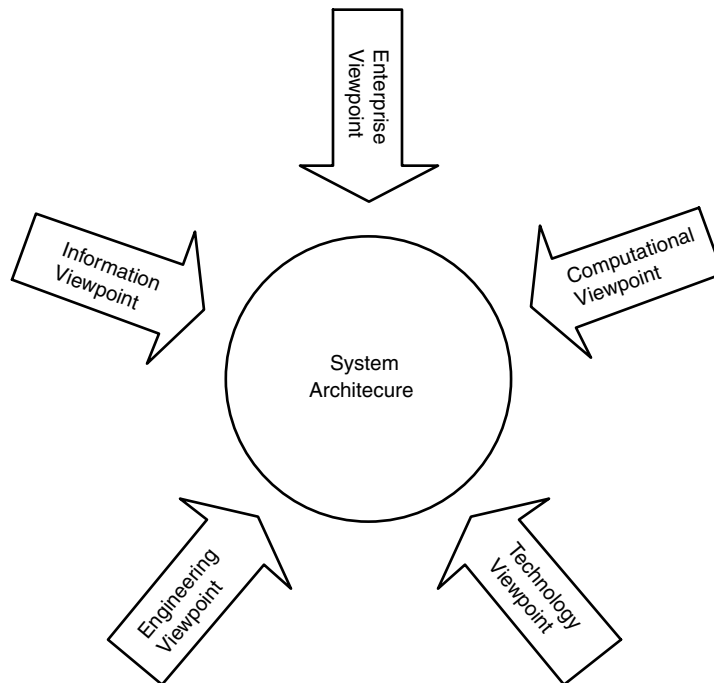 Enterprise
Viewpoint
Information
Viewpoint
Computational
Viewpoint
System
Architecure
Engineering
Viewpoint
Technology
Viewpoint